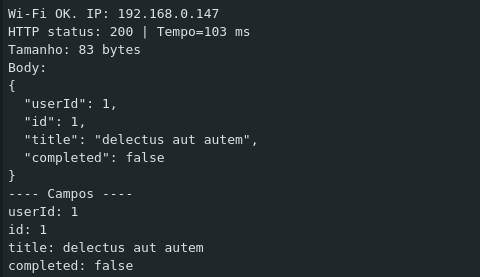 Wi-Fi OK. IP: 192.168.0.147
HTTP status: 200 | Tempo=103 ms
Tamanho: 83 bytes
Body:
{
  "userId": 1,
  "id": 1,
  "title": "delectus aut autem",
  "completed": false
}
---- Campos ----
userId: 1
id: 1
title: delectus aut autem
completed: false